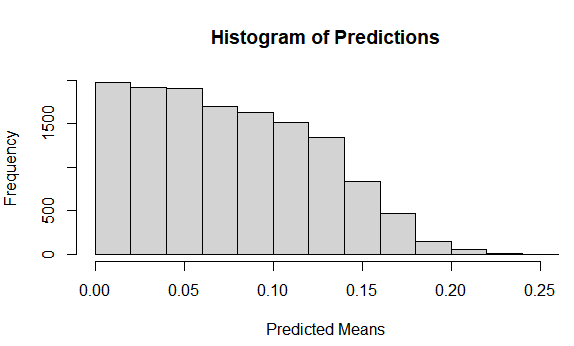 Histogram of Predictions
Frequency
1500
500
0
0.00 0.05 0.10 0.15 0.20 0.25
Predicted Means